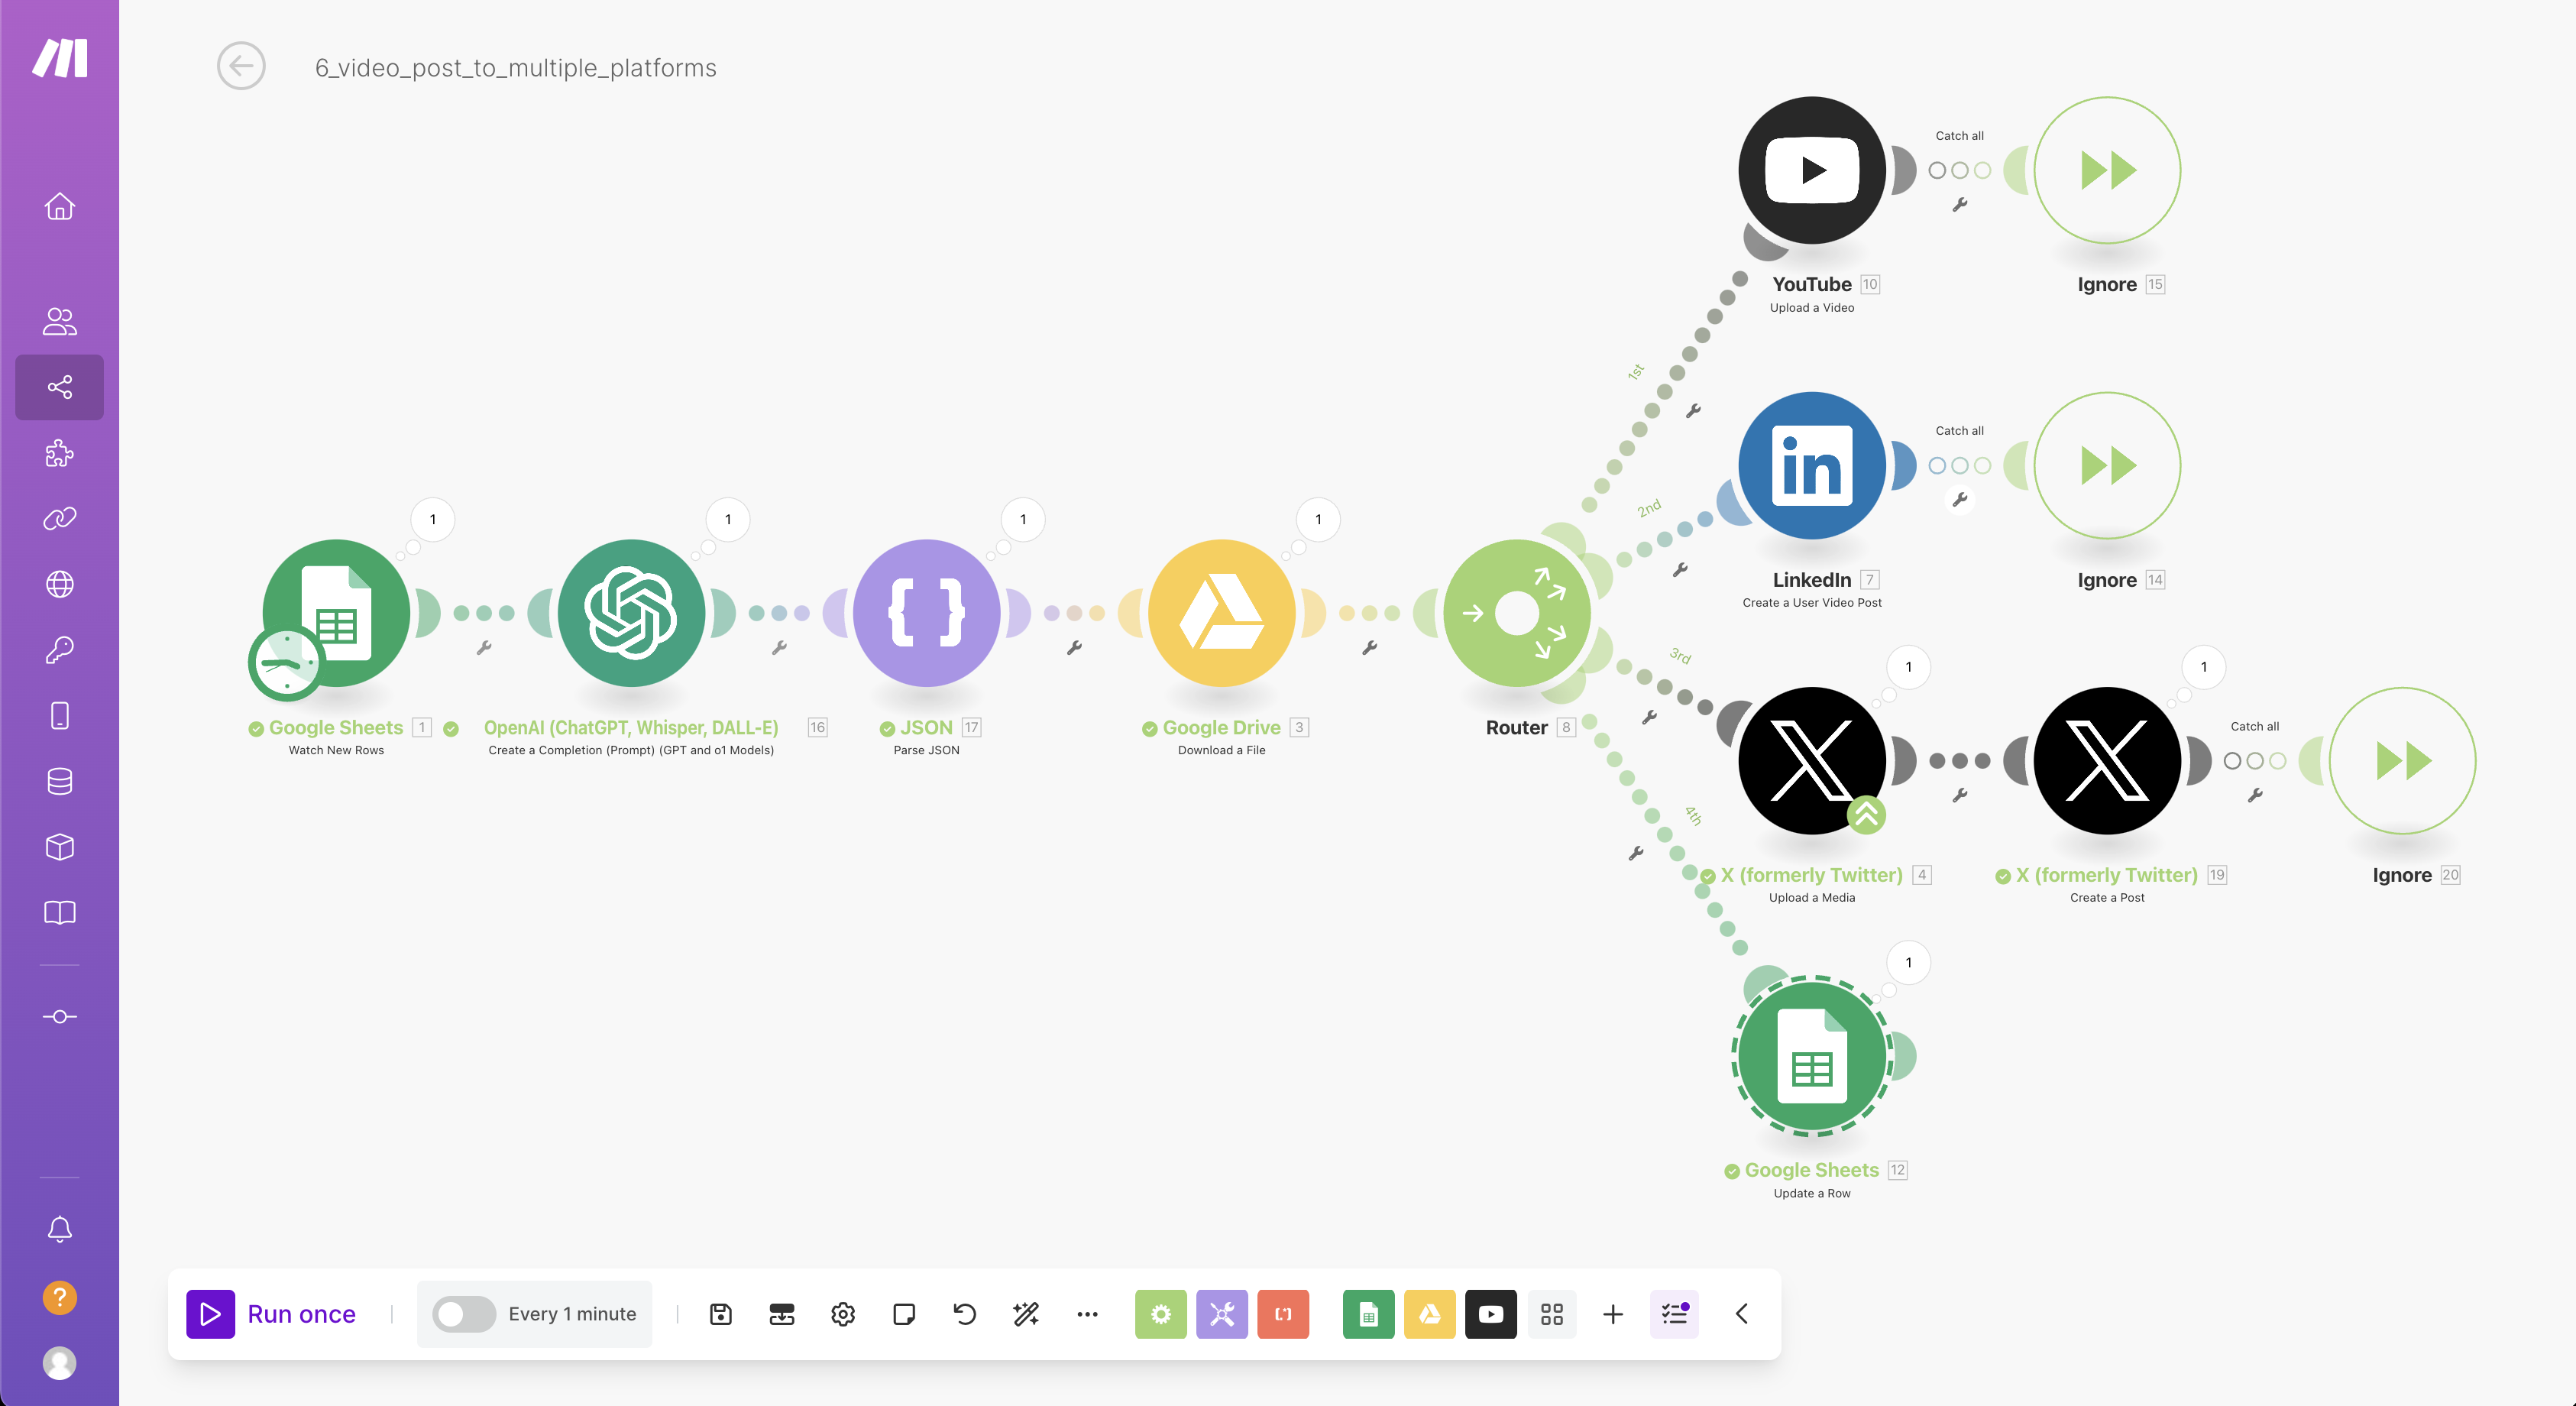 6_video_post_to_multiple_platforms
Catch all
YouTube 10
Upload a Video
Ignore 15
1st
Catch all
2nd
LinkedIn 7
Create a User Video Post
Ignore 14
1
1
1
1
Google Sheets 1
Watch New Rows
OpenAI (ChatGPT, Whisper, DALL-E) 16
Create a Completion (Prompt) (GPT and o1 Models)
JSON 17
Parse JSON
Google Drive 3
Download a File
Router 8
3rd
1
1
Catch all
4th
X (formerly Twitter) 4
Upload a Media
X (formerly Twitter) 19
Create a Post
Ignore 20
1
Google Sheets 12
Update a Row
?
Run once
Every 1 minute